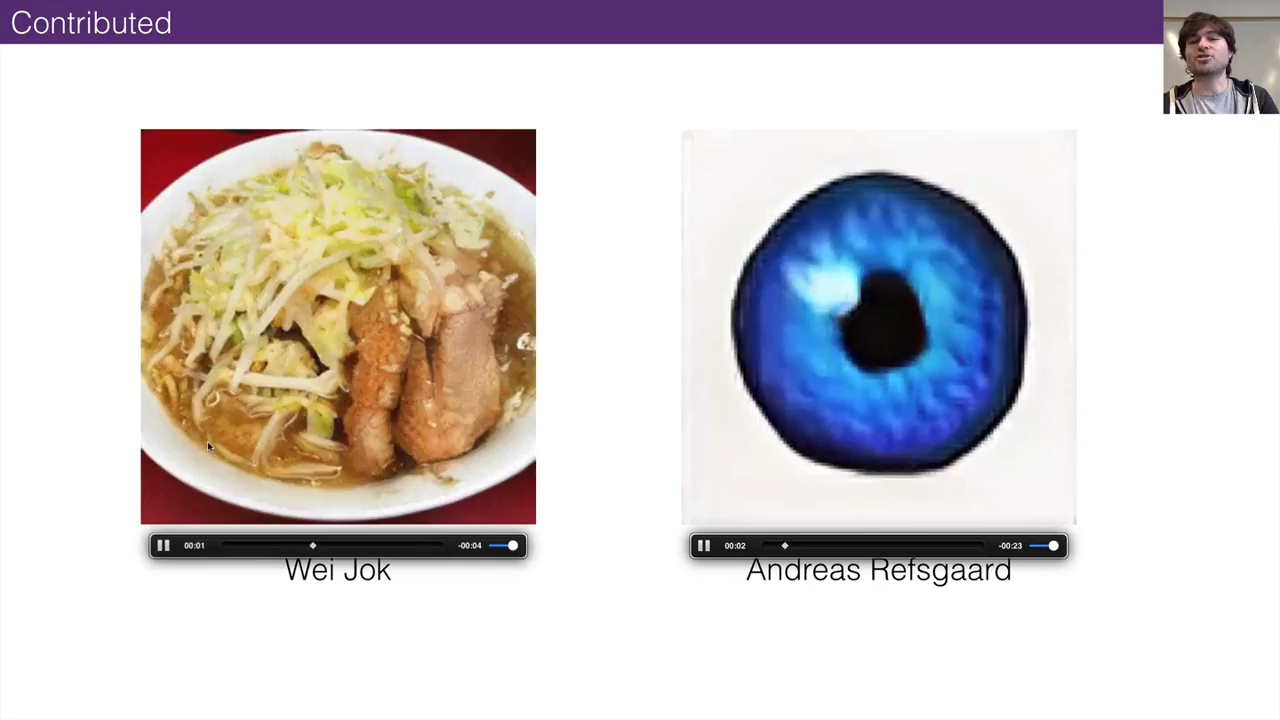 Contributed
00:01
-00:04
00:02
-00:23
Wei Jok
Andreas Refsgaard